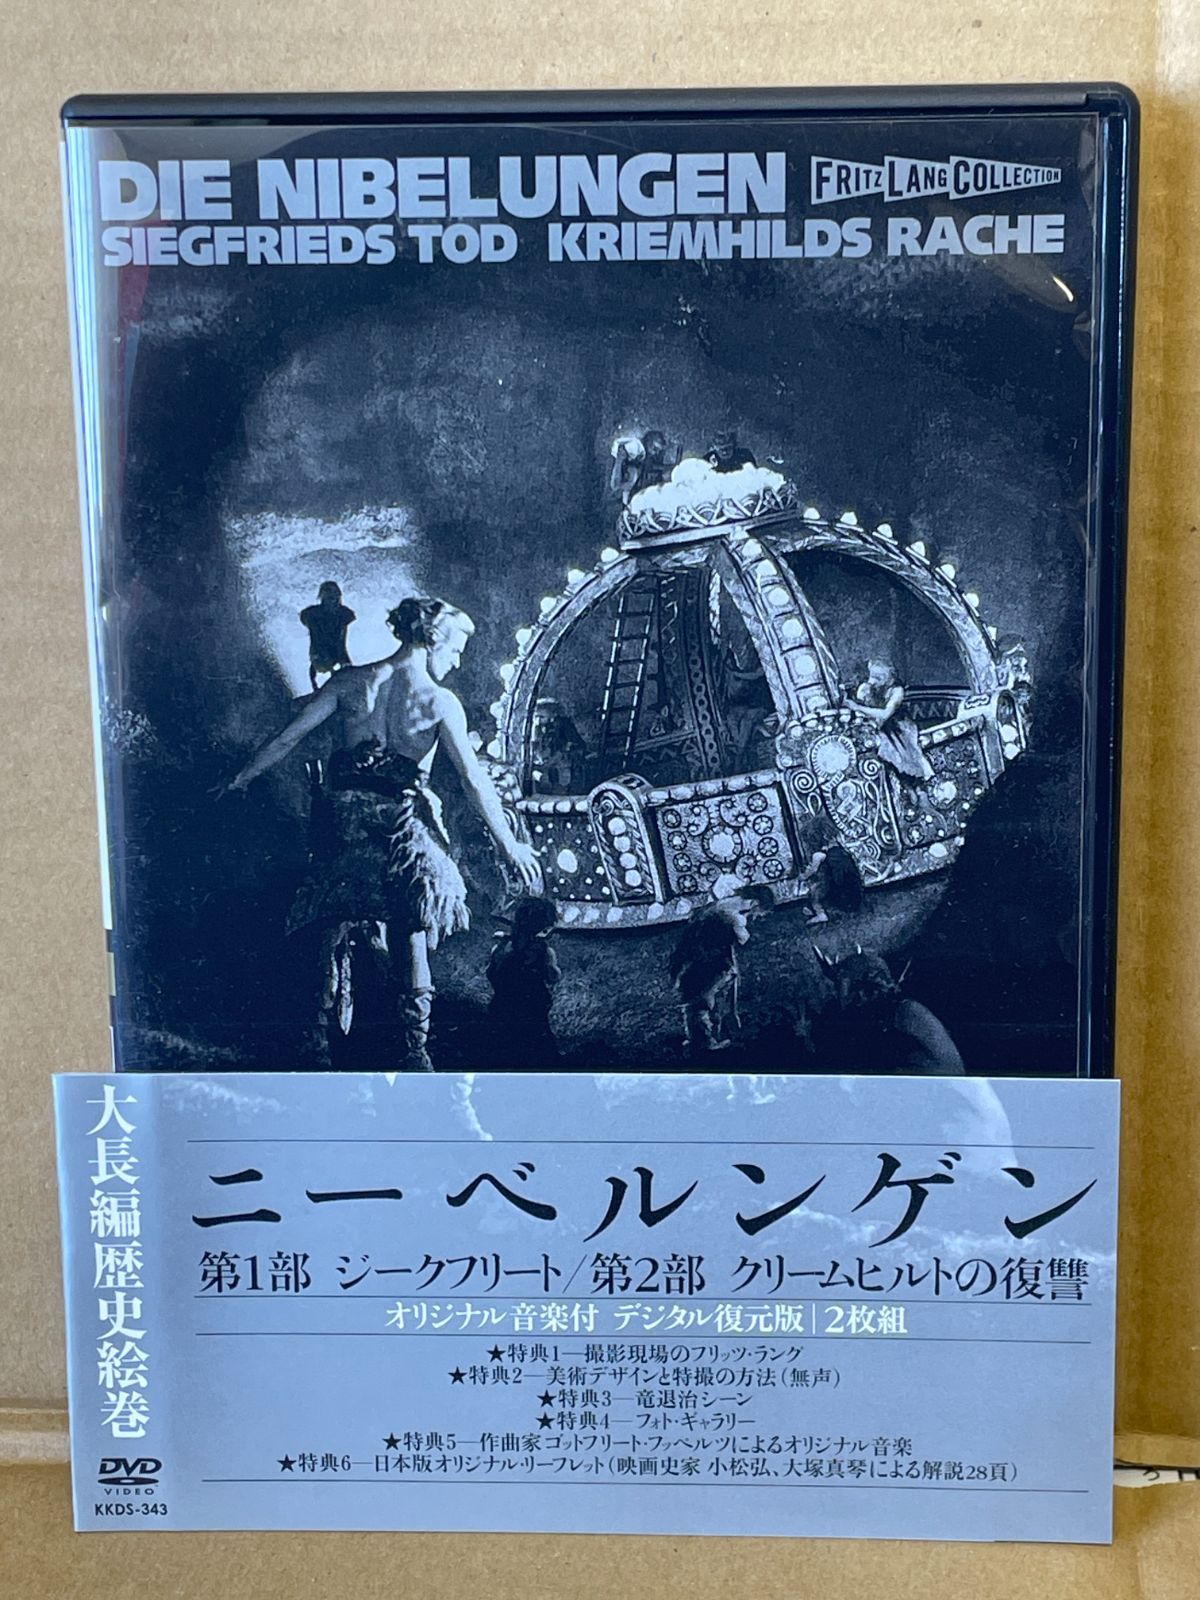 DIE NIBELUNGEN
FRITZ LANG COLLECTION
SIEGFRIEDS TOD KRIEMHILDS RACHE
大長編歴史絵巻
DVD
VIDEO
KKDS-343
ニーベルンゲン
第1部 ジークフリート/第2部 クリームヒルトの復讐
オリジナル音楽付 デジタル復元版|2枚組
★特典1—撮影現場のフリッツ・ラング
★特典2—美術デザインと特撮の方法(無声)
★特典3—竜退治シーン
★特典4—フォト・ギャラリー
★特典5—作曲家ゴットフリート・フッペルツによるオリジナル音楽
★特典6—日本版オリジナル・リーフレット(映画史家 小松弘、大塚真琴による解説28頁)